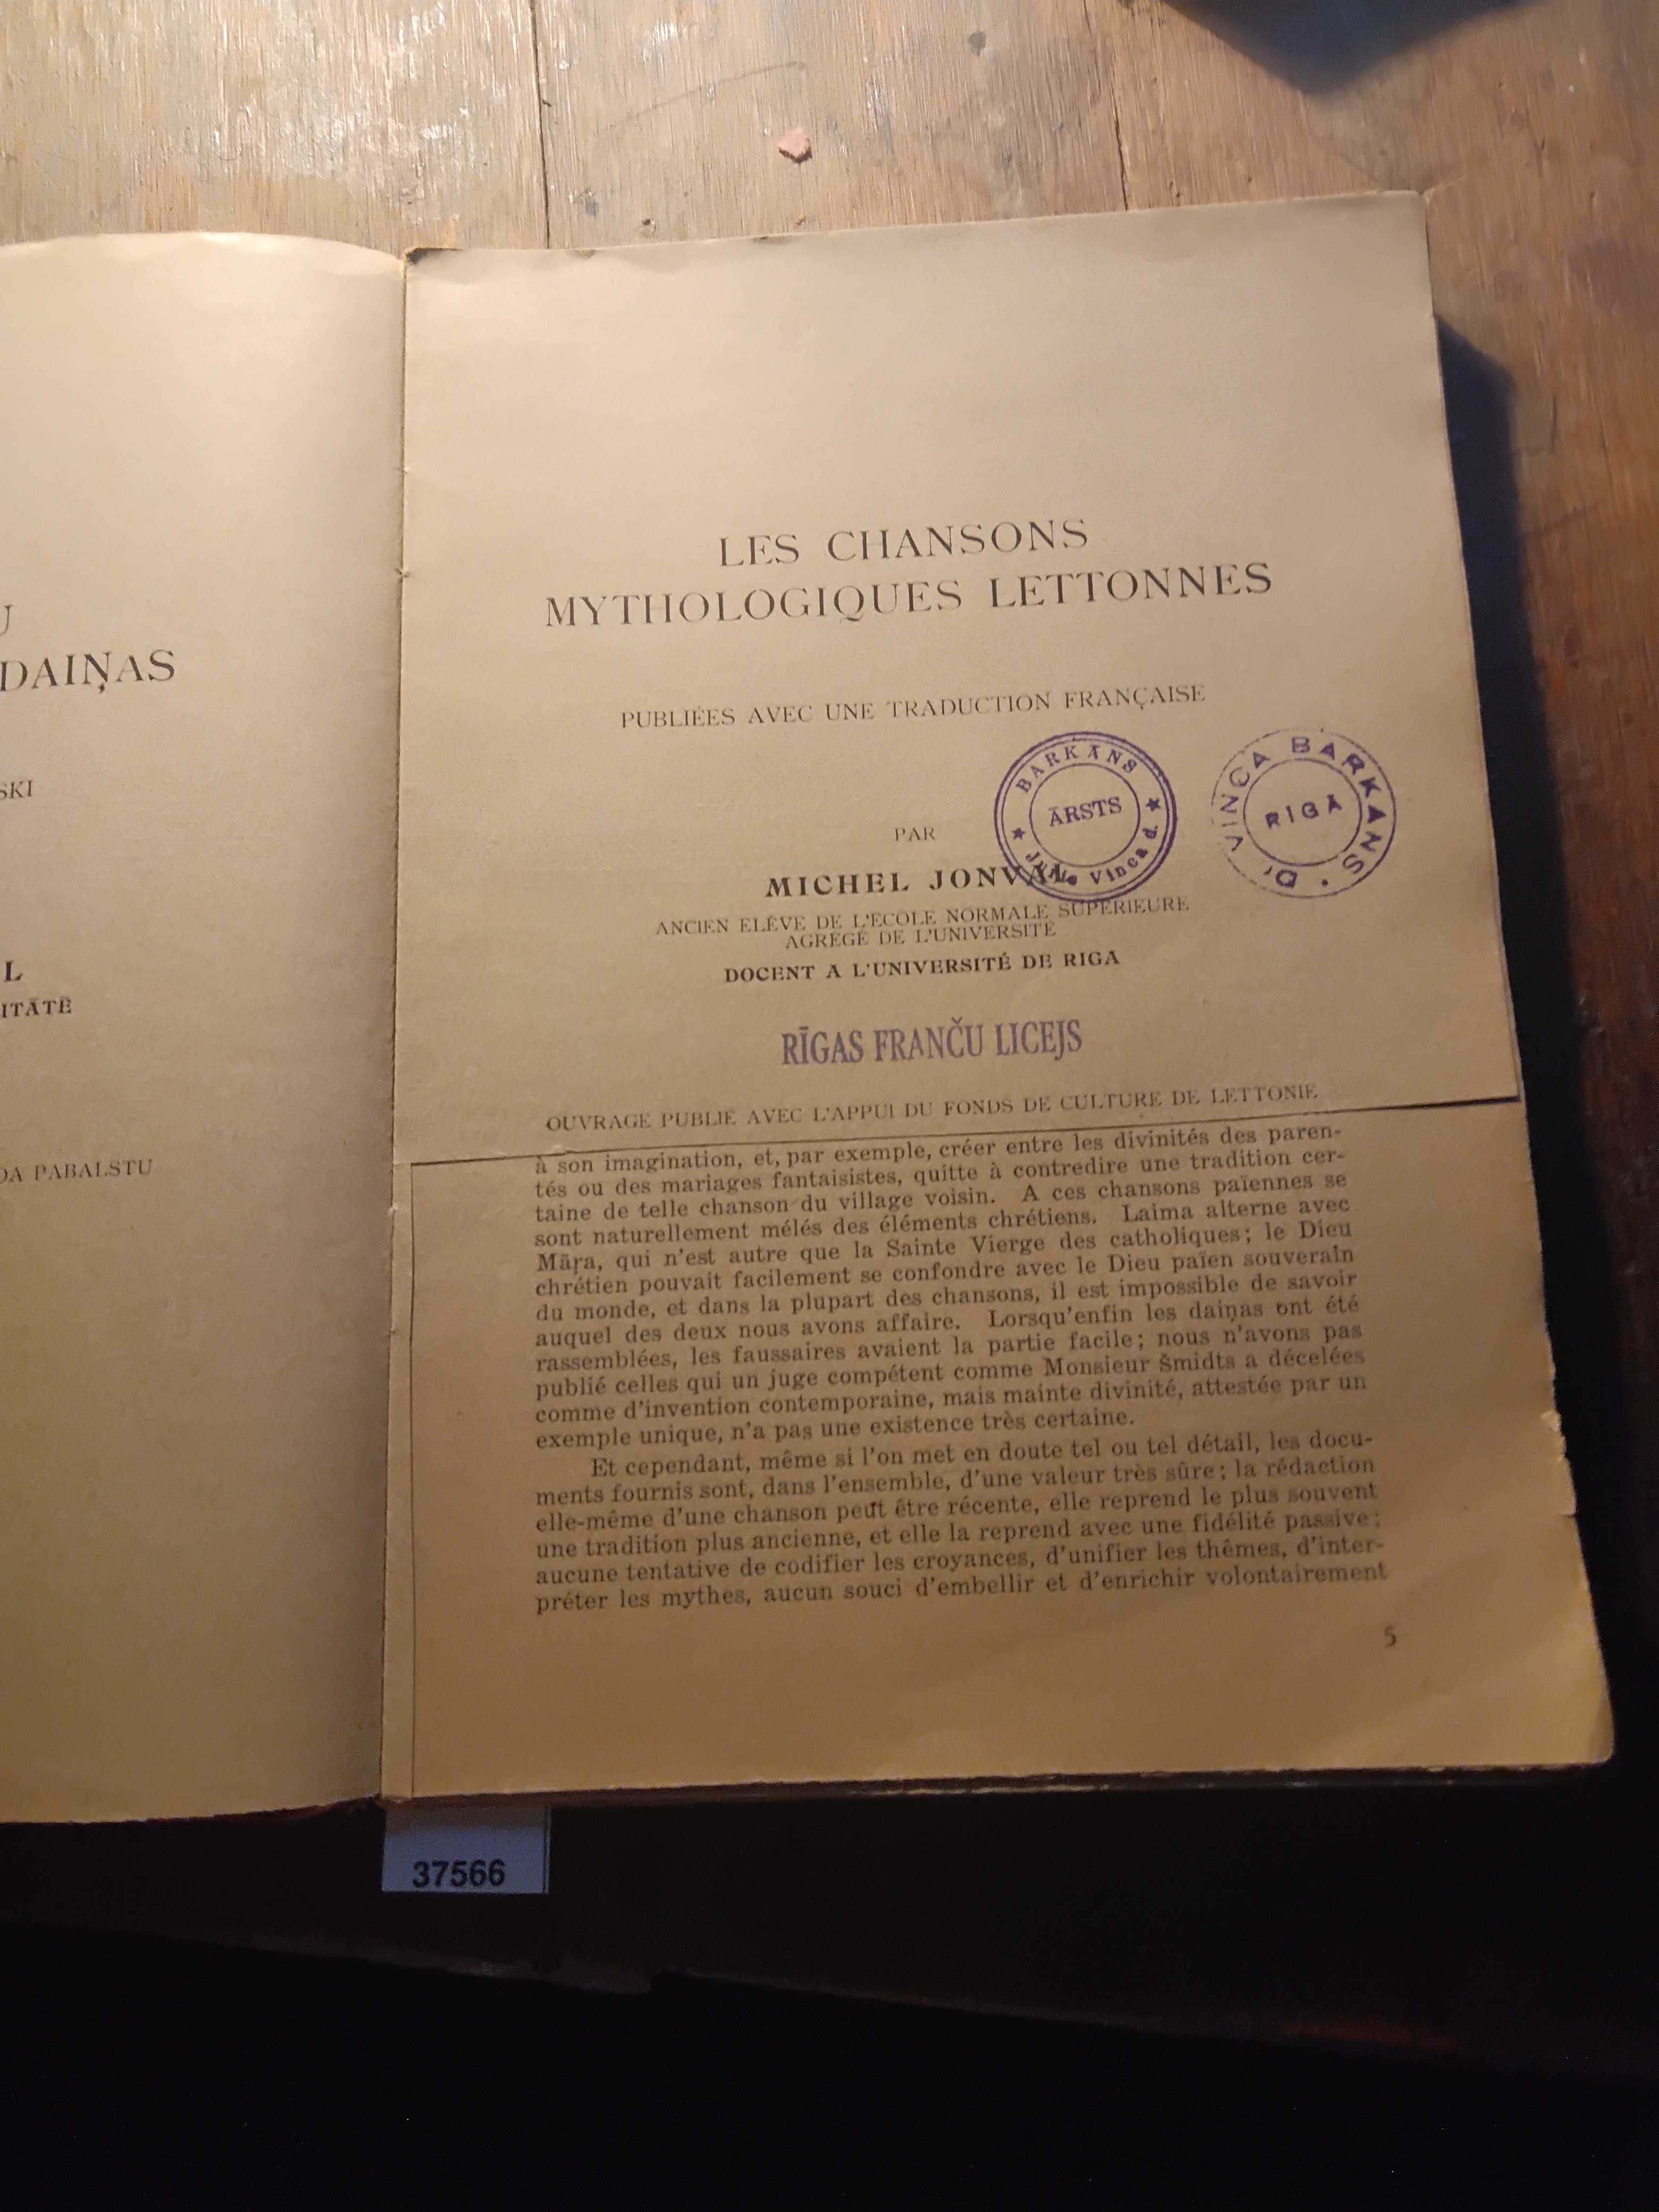 U
DAIŅAS
SKI
L
ITĀTĒ
DA PABALSTU
LES CHANSONS
MYTHOLOGIQUES LETTONNES
PUBLIÉES AVEC UNE TRADUCTION FRANÇAISE
BARKĀNS
ĀRSTS
Vinca d.
VINCA BARKĀNS
RIGĀ
PAR
MICHEL JONVAL
ANCIEN ELÈVE DE L'ECOLE NORMALE SUPERIEURE
AGRÉGÉ DE L'UNIVERSITÉ
DOCENT A L'UNIVERSITÉ DE RIGA
RĪGAS FRANČU LICEJS
OUVRAGE PUBLIÉ AVEC L'APPUI DU FONDS DE CULTURE DE LETTONIE
à son imagination, et, par exemple, créer entre les divinités des paren-
tés ou des mariages fantaisistes, quitte à contredire une tradition cer-
taine de telle chanson du village voisin. A ces chansons païennes se
sont naturellement mélés des éléments chrétiens. Laima alterne avec
Māŗa, qui n'est autre que la Sainte Vierge des catholiques; le Dieu
chrétien pouvait facilement se confondre avec le Dieu païen souverain
du monde, et dans la plupart des chansons, il est impossible de savoir
auquel des deux nous avons affaire. Lorsqu'enfin les daiņas ont été
rassemblées, les faussaires avaient la partie facile; nous n'avons pas
publié celles qui un juge compétent comme Monsieur Šmidts a décelées
comme d'invention contemporaine, mais mainte divinité, attestée par un
exemple unique, n'a pas une existence très certaine.
Et cependant, même si l'on met en doute tel ou tel détail, les docu-
ments fournis sont, dans l'ensemble, d'une valeur très sûre; la rédaction
elle-même d'une chanson peut être récente, elle reprend le plus souvent
une tradition plus ancienne, et elle la reprend avec une fidélité passive;
aucune tentative de codifier les croyances, d'unifier les thêmes, d'inter-
préter les mythes, aucun souci d'embellir et d'enrichir volontairement
5
37566